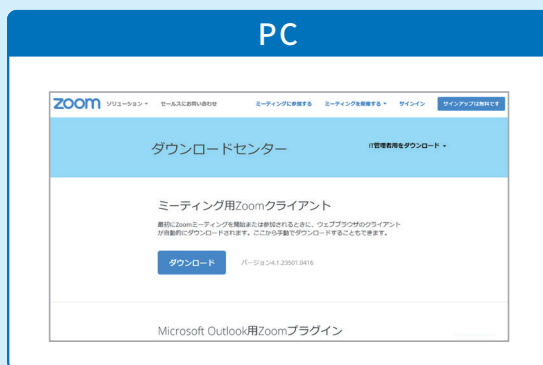 PC
zoom ソリューション セールスにお問い合わせ ミーティングに参加する ミーティングを開催する サインイン サインアップは無料です
ダウンロードセンター IT管理者用をダウンロード
ミーティング用Zoomクライアント
最初にZoomミーティングを開始または参加されるときに、ウェブブラウザのクライアント
が自動的にダウンロードされます。ここから手動でダウンロードすることもできます。
ダウンロード バージョン4.1.23501.0416
Microsoft Outlook用Zoomプラグイン